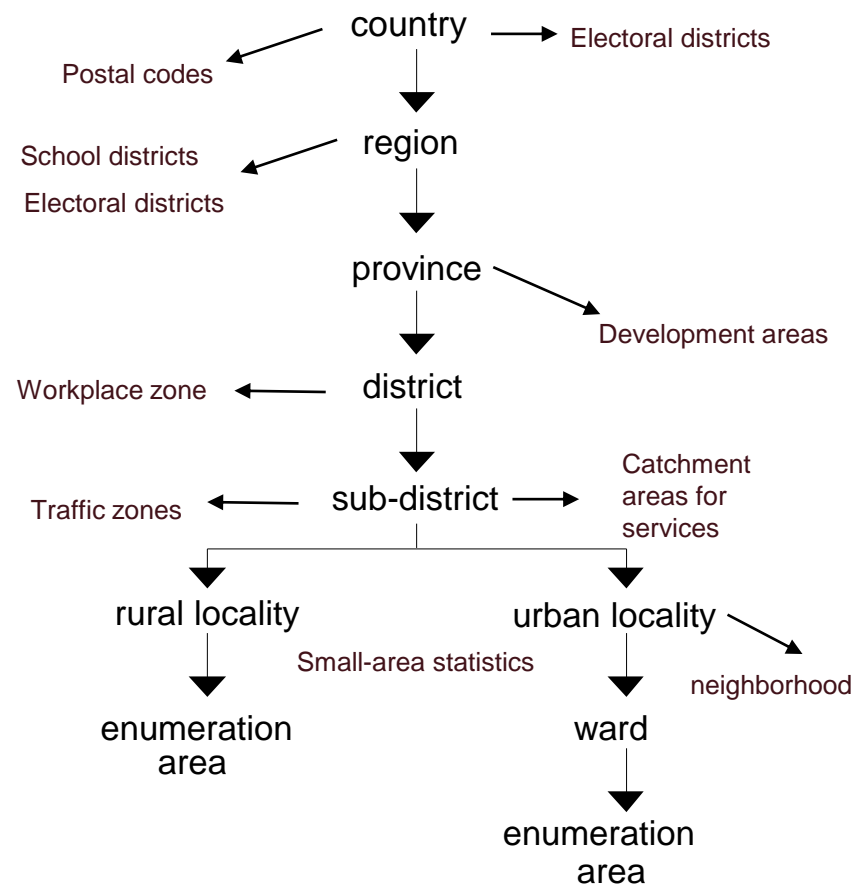 country
Electoral districts
Postal codes
region
School districts
Electoral districts
province
Development areas
Workplace zone
district
Catchment
areas for
services
Traffic zones
sub-district
rural locality
urban locality
Small-area statistics
neighborhood
enumeration
area
ward
enumeration
area